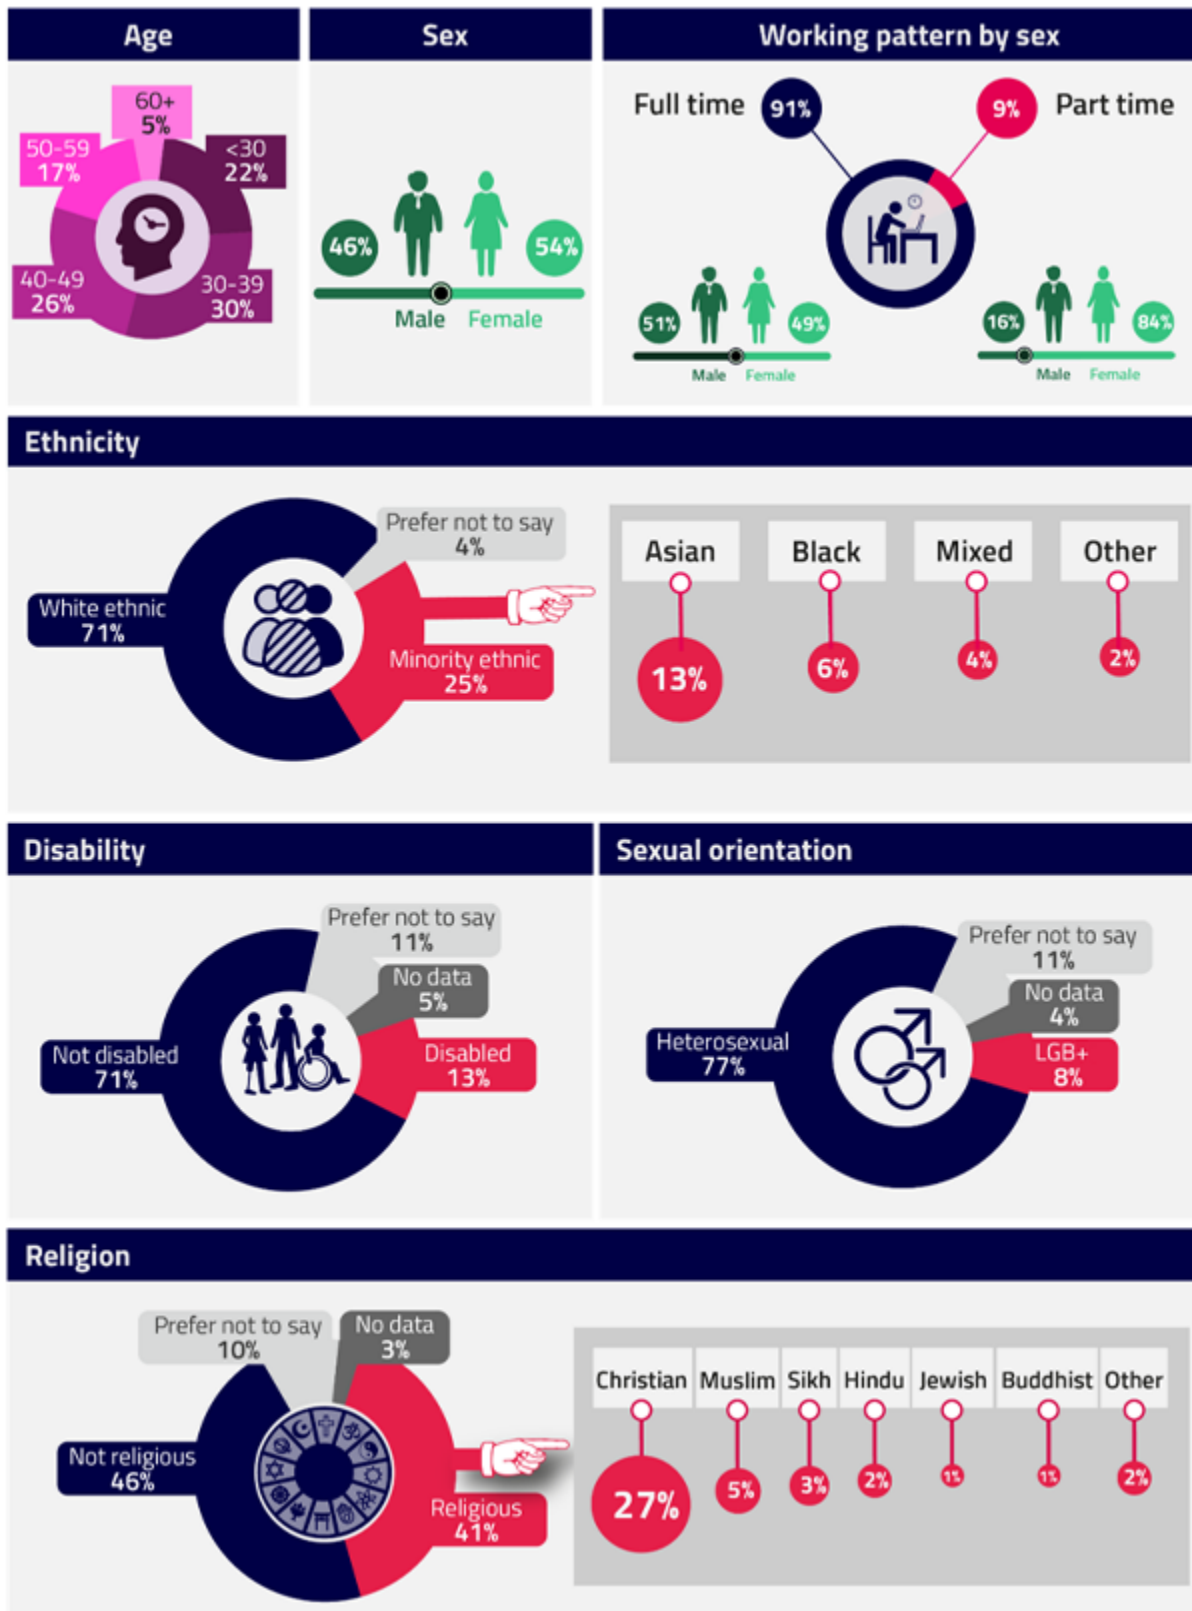 Age
60+
5%
50-59
17%
<30
22%
40-49
26%
30-39
30%
Sex
46%
54%
Male Female
Working pattern by sex
Full time 91%
9% Part time
51%
49%
Male Female
16%
84%
Male Female
Ethnicity
Prefer not to say
4%
White ethnic
71%
Minority ethnic
25%
Asian Black Mixed Other
13% 6% 4% 2%
Disability
Prefer not to say
11%
No data
5%
Not disabled
71%
Disabled
13%
Sexual orientation
Prefer not to say
11%
No data
4%
Heterosexual
77%
LGB+
8%
Religion
Prefer not to say
10%
No data
3%
Not religious
46%
Religious
41%
Christian Muslim Sikh Hindu Jewish Buddhist Other
27% 5% 3% 2% 1% 1% 2%